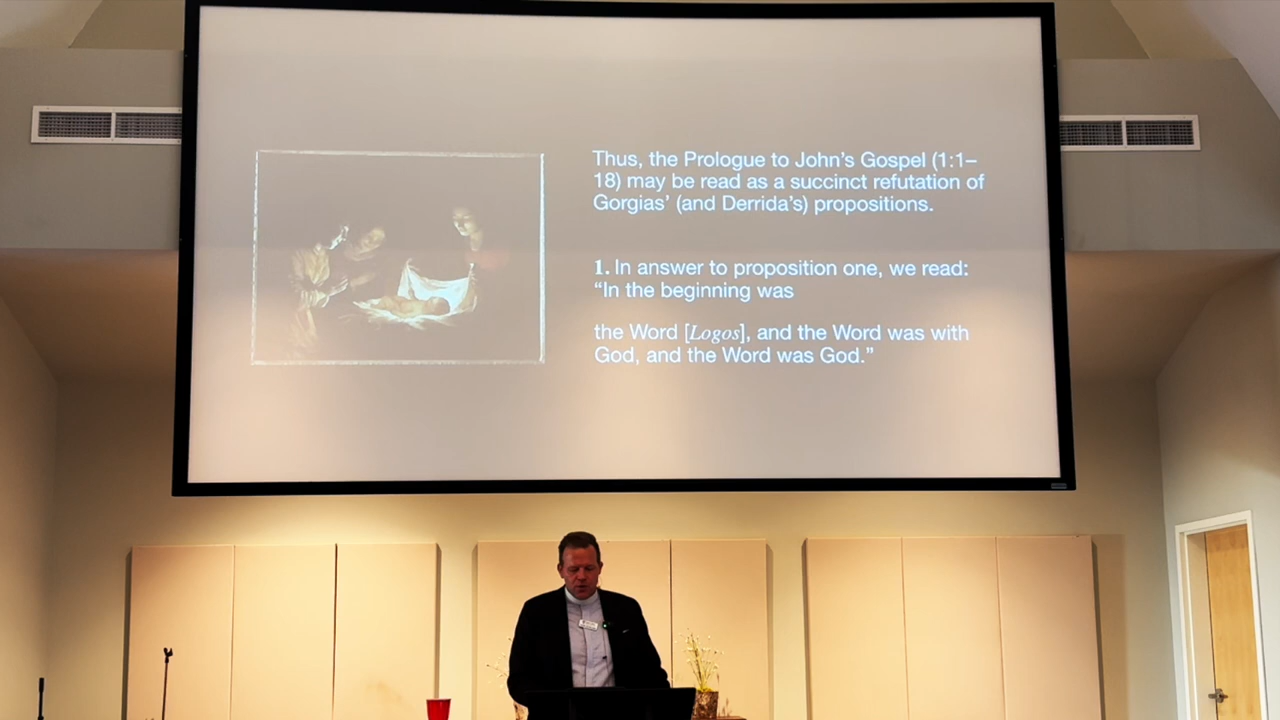 Thus, the Prologue to John’s Gospel (1:1–
18) may be read as a succinct refutation of
Gorgias’ (and Derrida’s) propositions.
1. In answer to proposition one, we read:
“In the beginning was
the Word [Logos], and the Word was with
God, and the Word was God.”